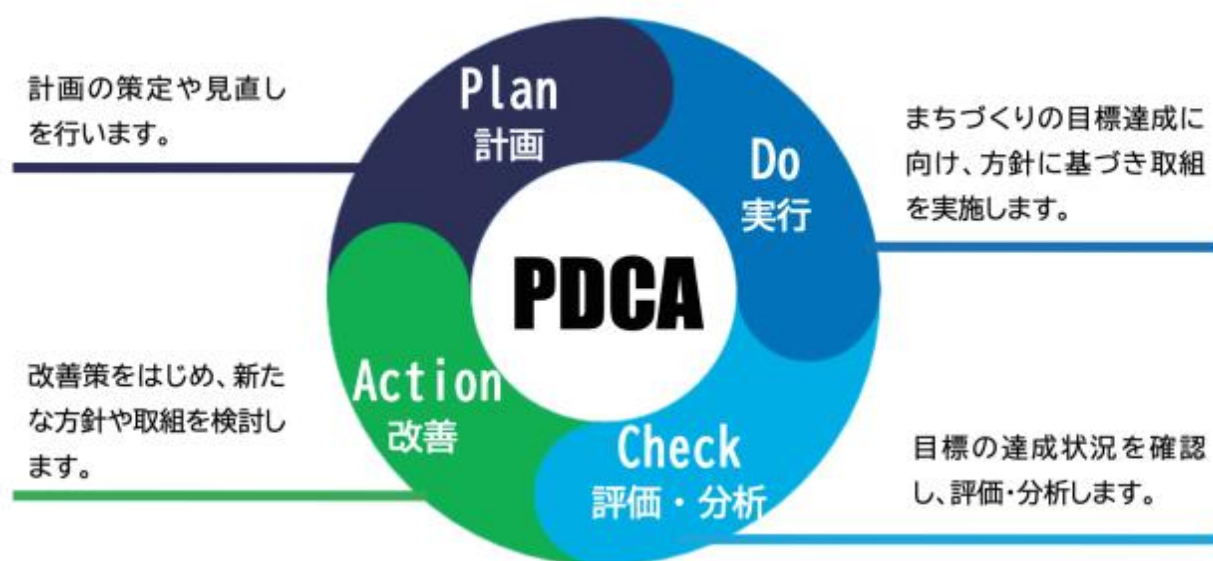 計画の策定や見直し
を行います。
Plan
計画
Do
実行
まちづくりの目標達成に
向け、方針に基づき取組
を実施します。
PDCA
改善策をはじめ、新た
な方針や取組を検討し
ます。
Action
改善
Check
評価・分析
目標の達成状況を確認
し、評価・分析します。